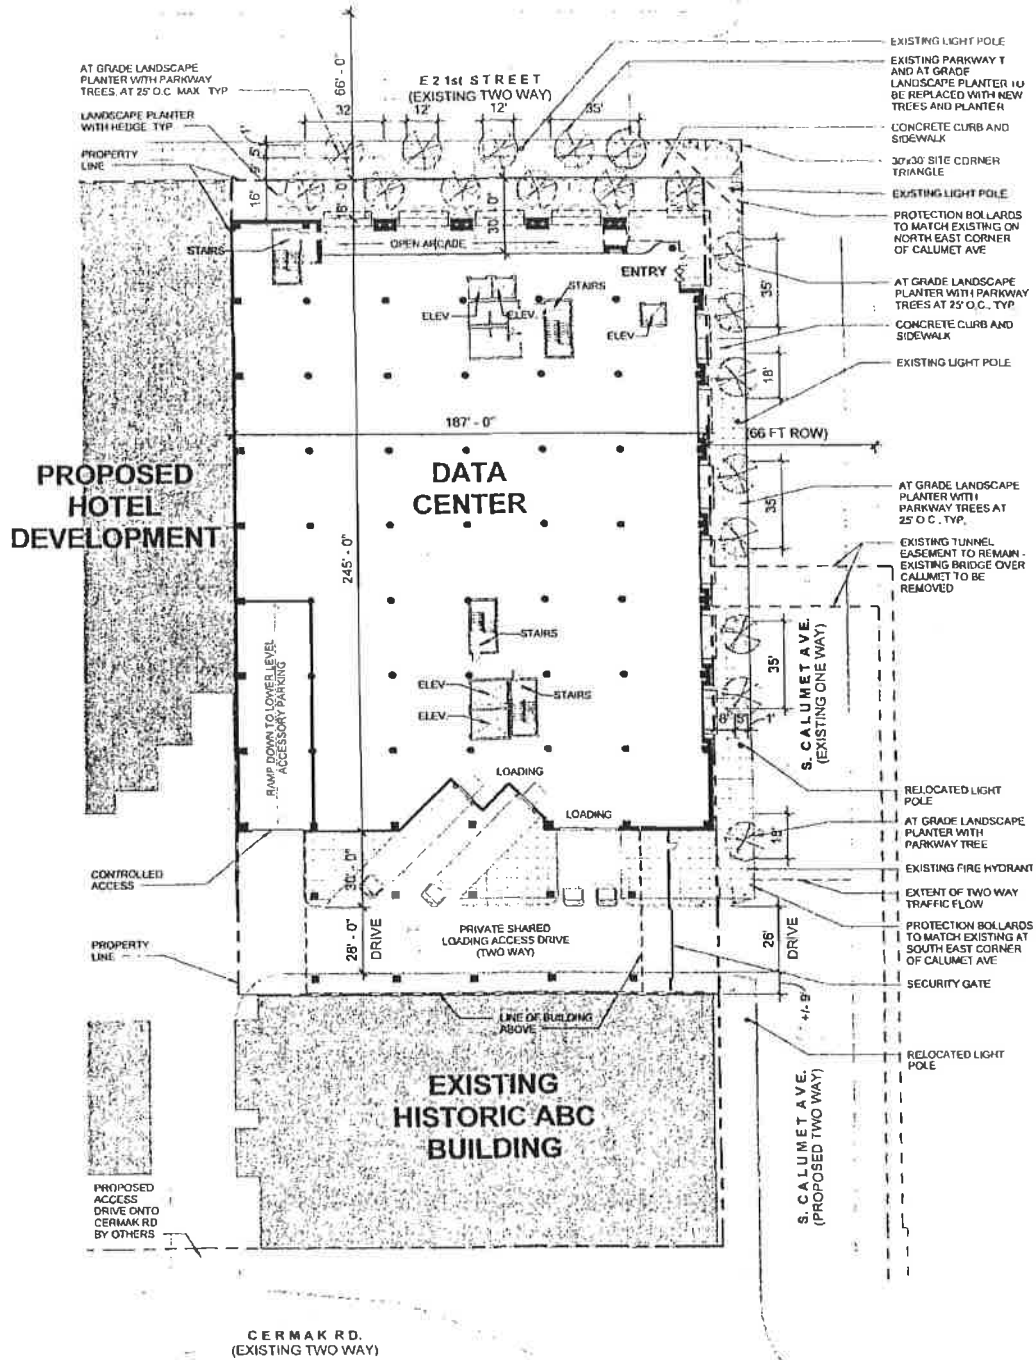 66' - 0"
E 21st STREET
(EXISTING TWO WAY)
32
12'
12'
35'
AT GRADE LANDSCAPE
PLANTER WITH PARKWAY
TREES, AT 25' O.C. MAX TYP
LANDSCAPE PLANTER
WITH HEDGE TYP
PROPERTY
LINE
16'
30' - 0"
EXISTING LIGHT POLE
EXISTING PARKWAY T
AND AT GRADE
LANDSCAPE PLANTER TO
BE REPLACED WITH NEW
TREES AND PLANTER
CONCRETE CURB AND
SIDEWALK
30'x30' SITE CORNER
TRIANGLE
EXISTING LIGHT POLE
PROTECTION BOLLARDS
TO MATCH EXISTING ON
NORTH EAST CORNER
OF CALUMET AVE
AT GRADE LANDSCAPE
PLANTER WITH PARKWAY
TREES AT 25' O.C., TYP
CONCRETE CURB AND
SIDEWALK
EXISTING LIGHT POLE
STAIRS
OPEN ARCADE
ENTRY
STAIRS
ELEV
ELEV.
ELEV
35'
18'
187' - 0"
(66 FT ROW)
PROPOSED
HOTEL
DEVELOPMENT
DATA
CENTER
245' - 0"
35'
AT GRADE LANDSCAPE
PLANTER WITH
PARKWAY TREES AT
25' O.C., TYP.
EXISTING TUNNEL
EASEMENT TO REMAIN -
EXISTING BRIDGE OVER
CALUMET TO BE
REMOVED
STAIRS
ELEV
STAIRS
ELEV
RAMP DOWN TO LOWER LEVEL
ACCESSORY PARKING
35'
5'
1'
S. CALUMET AVE.
(EXISTING ONE WAY)
LOADING
LOADING
RELOCATED LIGHT
POLE
AT GRADE LANDSCAPE
PLANTER WITH
PARKWAY TREE
18'
EXISTING FIRE HYDRANT
EXTENT OF TWO WAY
TRAFFIC FLOW
PROTECTION BOLLARDS
TO MATCH EXISTING AT
SOUTH EAST CORNER
OF CALUMET AVE
SECURITY GATE
CONTROLLED
ACCESS
30' - 0"
28' - 0"
DRIVE
PRIVATE SHARED
LOADING ACCESS DRIVE
(TWO WAY)
26'
DRIVE
PROPERTY
LINE
LINE OF BUILDING
ABOVE
+/- 9'
RELOCATED LIGHT
POLE
EXISTING
HISTORIC ABC
BUILDING
S. CALUMET AVE.
(PROPOSED TWO WAY)
PROPOSED
ACCESS
DRIVE ONTO
CERMAK RD
BY OTHERS
CERMAK RD.
(EXISTING TWO WAY)